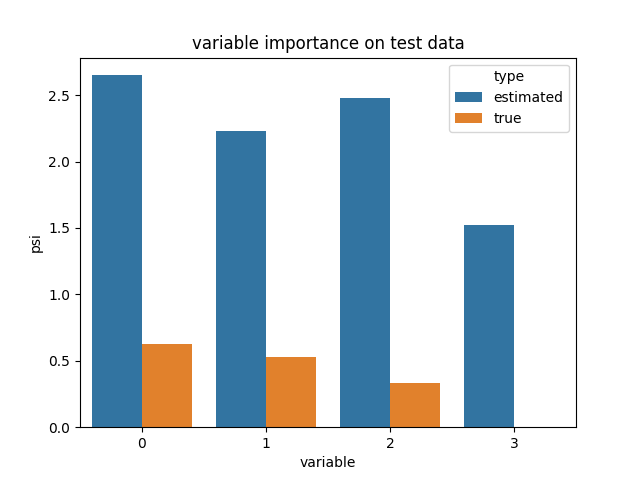 variable importance on test data
type
estimated
true
2.5
2.0
1.5
1.0
0.5
0.0
psi
0 1 2 3
variable